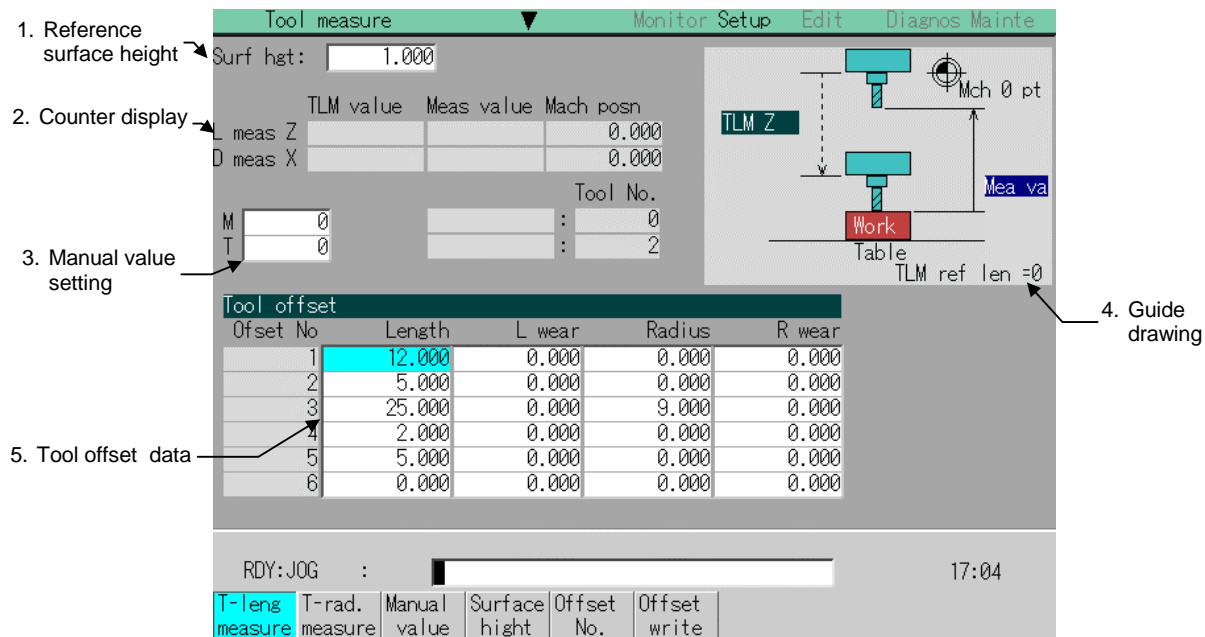 Tool measure ▼ Monitor Setup Edit Diagnos Mainte
1. Reference
surface height
Surf hgt: 1.000
Mch 0 pt
TLM value Meas value Mach posn
2. Counter display
TLM Z
L meas Z 0.000
D meas X 0.000
Tool No.
Mea va
M 0 : 0
T 0 : 2
Work
Table
3. Manual value
setting
TLM ref len =0
4. Guide
drawing
Tool offset
Ofset No Length L wear Radius R wear
1 12.000 0.000 0.000 0.000
2 5.000 0.000 0.000 0.000
3 25.000 0.000 9.000 0.000
4 2.000 0.000 0.000 0.000
5. Tool offset data
5 5.000 0.000 0.000 0.000
6 0.000 0.000 0.000 0.000
RDY:JOG : 17:04
T-leng T-rad. Manual Surface Offset Offset
measure measure value hight No. write